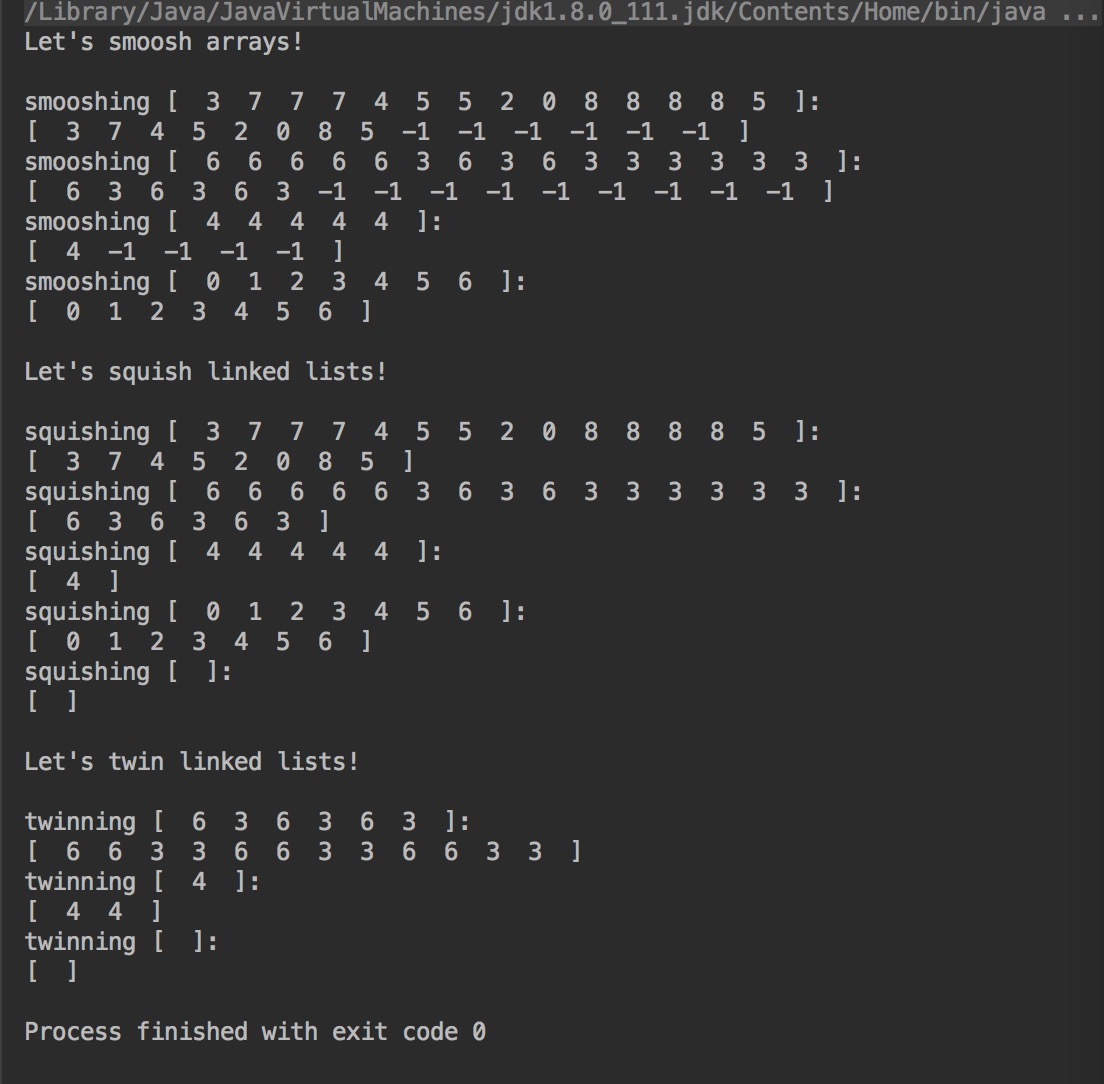 /Library/Java/JavaVirtualMachines/jdk1.8.0_111.jdk/Contents/Home/bin/java ...
Let's smoosh arrays!
smooshing [  3  7  7  7  4  5  5  2  0  8  8  8  8  5  ]:
[  3  7  4  5  2  0  8  5  -1  -1  -1  -1  -1  -1  ]
smooshing [  6  6  6  6  6  3  6  3  6  3  3  3  3  3  3  ]:
[  6  3  6  3  6  3  -1  -1  -1  -1  -1  -1  -1  -1  -1  ]
smooshing [  4  4  4  4  4  ]:
[  4  -1  -1  -1  -1  ]
smooshing [  0  1  2  3  4  5  6  ]:
[  0  1  2  3  4  5  6  ]
Let's squish linked lists!
squishing [  3  7  7  7  4  5  5  2  0  8  8  8  8  5  ]:
[  3  7  4  5  2  0  8  5  ]
squishing [  6  6  6  6  6  3  6  3  6  3  3  3  3  3  3  ]:
[  6  3  6  3  6  3  ]
squishing [  4  4  4  4  4  ]:
[  4  ]
squishing [  0  1  2  3  4  5  6  ]:
[  0  1  2  3  4  5  6  ]
squishing [  ]:
[  ]
Let's twin linked lists!
twinning [  6  3  6  3  6  3  ]:
[  6  6  3  3  6  6  3  3  6  6  3  3  ]
twinning [  4  ]:
[  4  4  ]
twinning [  ]:
[  ]
Process finished with exit code 0